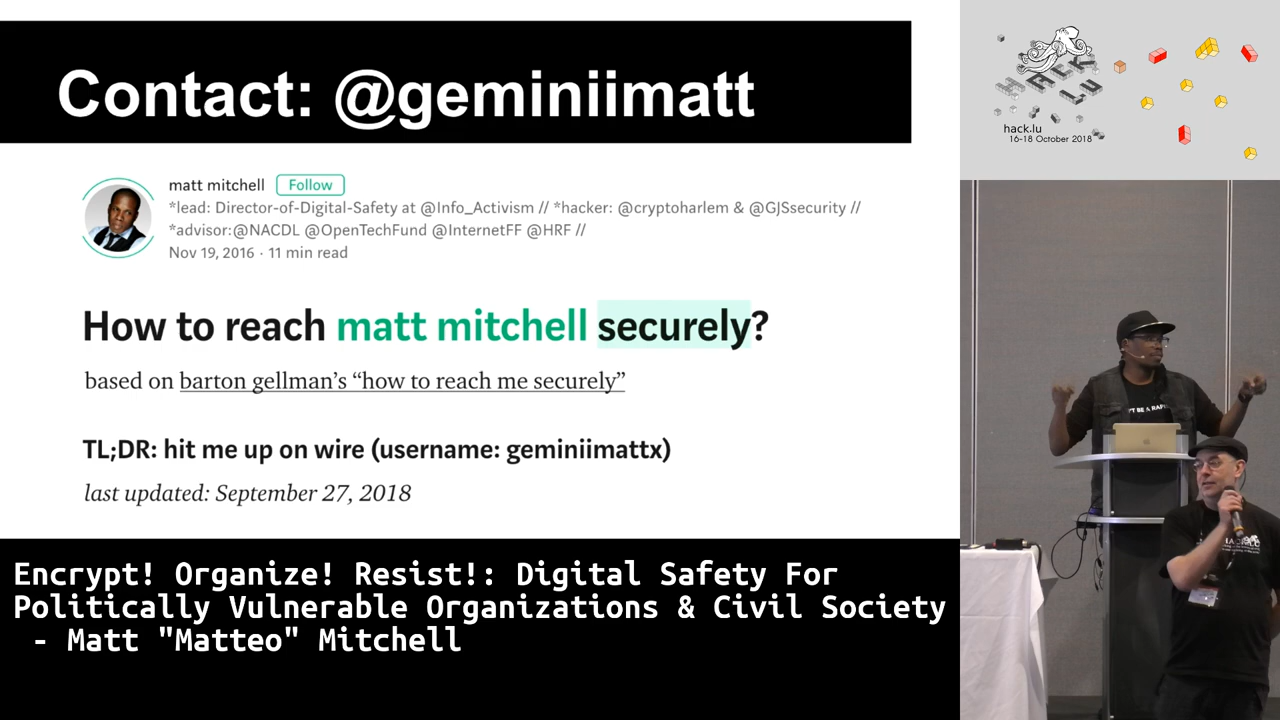 Contact: @geminiimatt
matt mitchell Follow
*lead: Director-of-Digital-Safety at @Info_Activism // *hacker: @cryptoharlem & @GJSsecurity //
*advisor:@NACDL @OpenTechFund @InternetFF @HRF //
Nov 19, 2016 · 11 min read
How to reach matt mitchell securely?
based on barton gellman’s “how to reach me securely”
TL;DR: hit me up on wire (username: geminiimattx)
last updated: September 27, 2018
Encrypt! Organize! Resist!: Digital Safety For
Politically Vulnerable Organizations & Civil Society
- Matt "Matteo" Mitchell
HACK
LU
hack.lu
16-18 October 2018